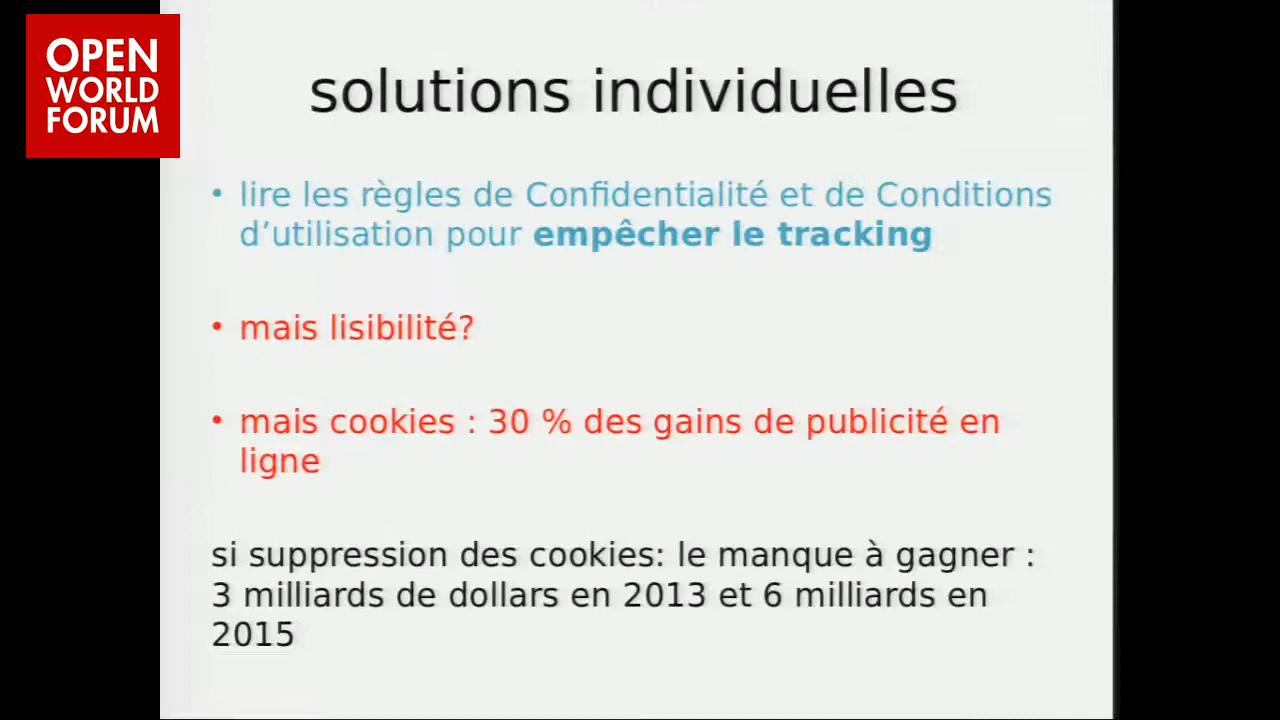 OPEN
WORLD
FORUM
solutions individuelles
• lire les règles de Confidentialité et de Conditions
d’utilisation pour empêcher le tracking
• mais lisibilité?
• mais cookies : 30 % des gains de publicité en
ligne
si suppression des cookies: le manque à gagner :
3 milliards de dollars en 2013 et 6 milliards en
2015